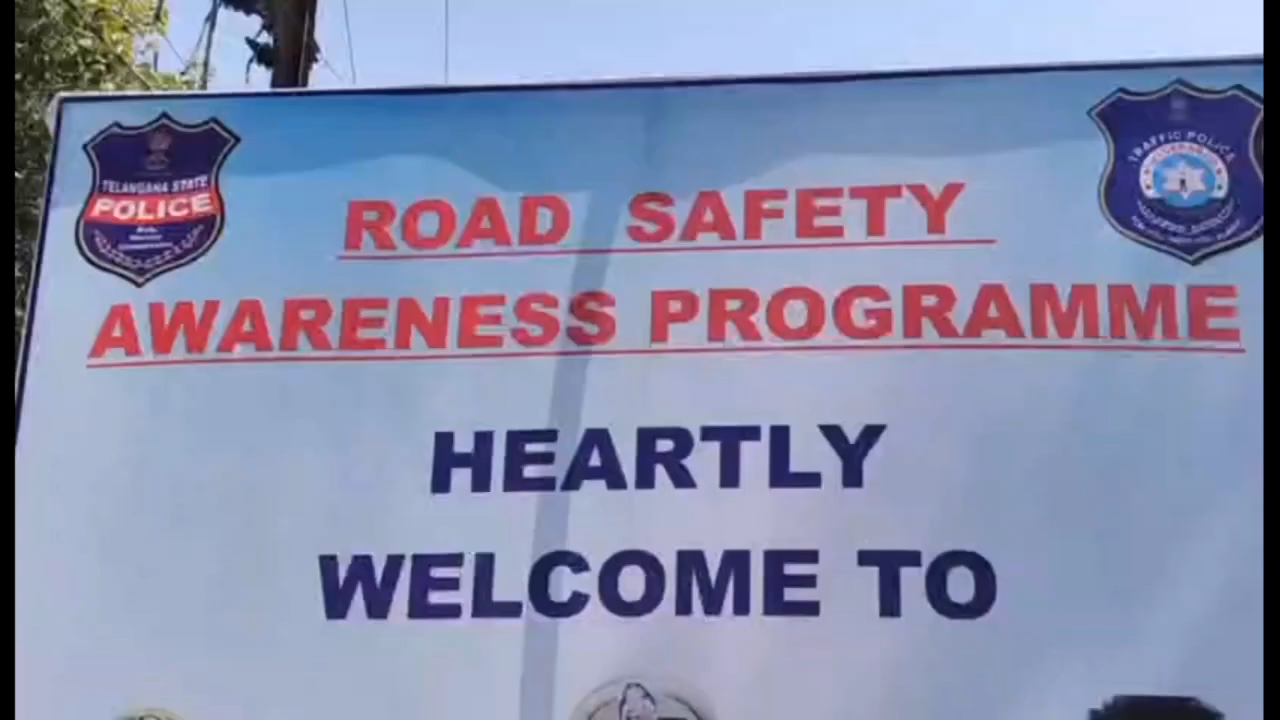 TELANGANA STATE
POLICE
TRAFFIC POLICE
ROAD SAFETY
AWARENESS PROGRAMME
HEARTLY
WELCOME TO